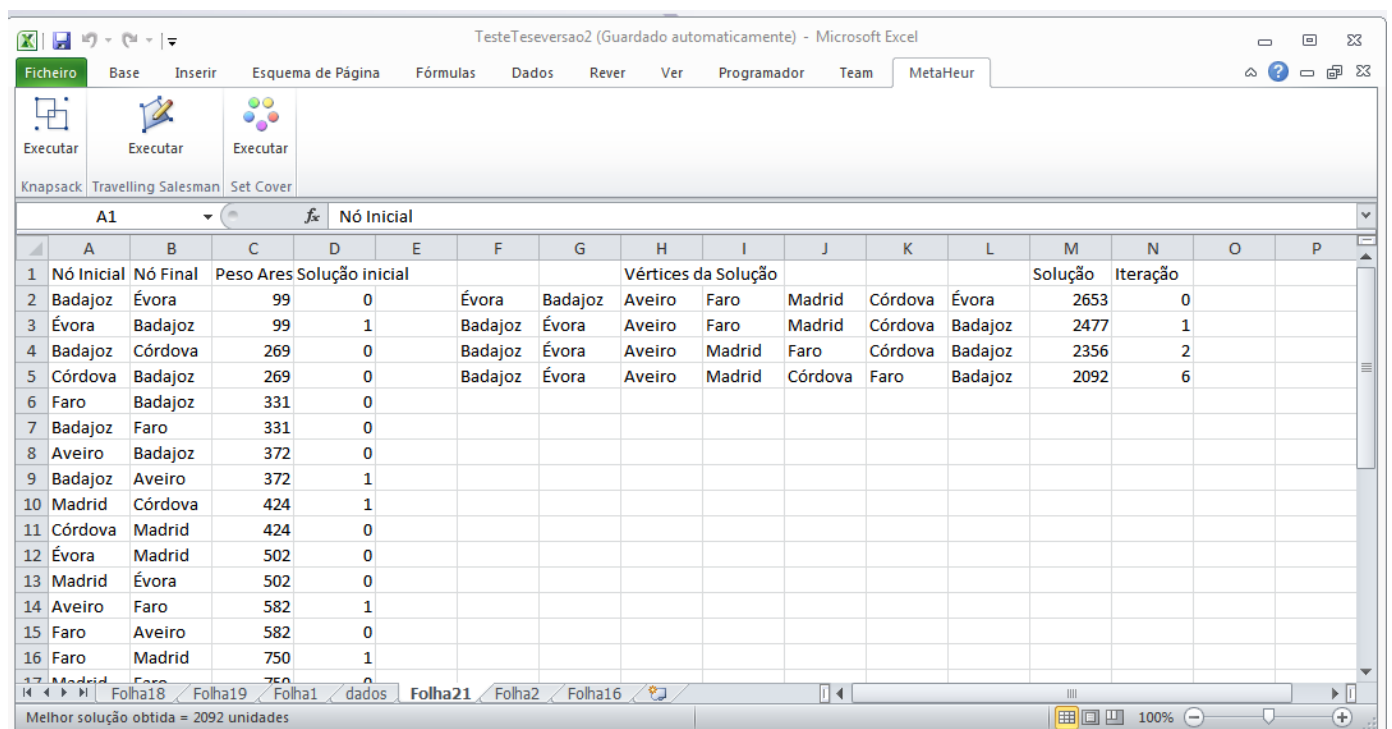 TesteTeseversao2 (Guardado automaticamente) - Microsoft Excel
Ficheiro Base Inserir Esquema de Página Fórmulas Dados Rever Ver Programador Team MetaHeur
Executar Executar Executar
Knapsack Travelling Salesman Set Cover
A1 fx Nó Inicial
A B C D E F G H I J K L M N O P
1 Nó Inicial Nó Final Peso Ares Solução inicial Vértices da Solução Solução Iteração
2 Badajoz Évora 99 0 Évora Badajoz Aveiro Faro Madrid Córdova Évora 2653 0
3 Évora Badajoz 99 1 Badajoz Évora Aveiro Faro Madrid Córdova Badajoz 2477 1
4 Badajoz Córdova 269 0 Badajoz Évora Aveiro Madrid Faro Córdova Badajoz 2356 2
5 Córdova Badajoz 269 0 Badajoz Évora Aveiro Madrid Córdova Faro Badajoz 2092 6
6 Faro Badajoz 331 0
7 Badajoz Faro 331 0
8 Aveiro Badajoz 372 0
9 Badajoz Aveiro 372 1
10 Madrid Córdova 424 1
11 Córdova Madrid 424 0
12 Évora Madrid 502 0
13 Madrid Évora 502 0
14 Aveiro Faro 582 1
15 Faro Aveiro 582 0
16 Faro Madrid 750 1
17 Madrid Faro 750 0
Folha18 Folha19 Folha1 dados Folha21 Folha2 Folha16
Melhor solução obtida = 2092 unidades 100%